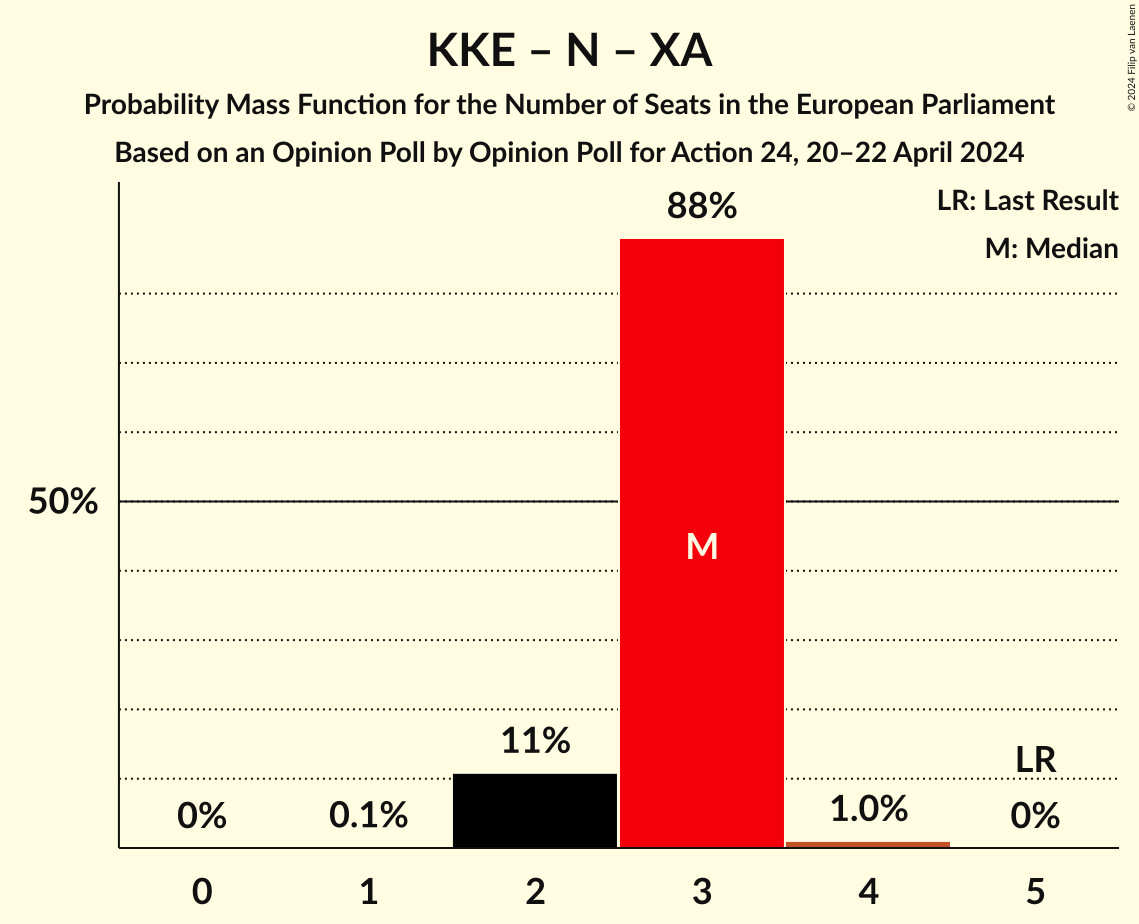 KKE – N – XA
Probability Mass Function for the Number of Seats in the European Parliament
Based on an Opinion Poll by Opinion Poll for Action 24, 20–22 April 2024
© 2024 Filip van Laenen
LR: Last Result
M: Median
88%
50%
M
11%
LR
0%
0.1%
1.0%
0%
0
1
2
3
4
5